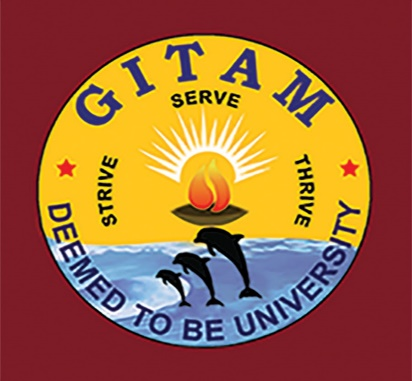 GITAM
SERVE
STRIVE
THRIVE
DEEMED TO BE UNIVERSITY